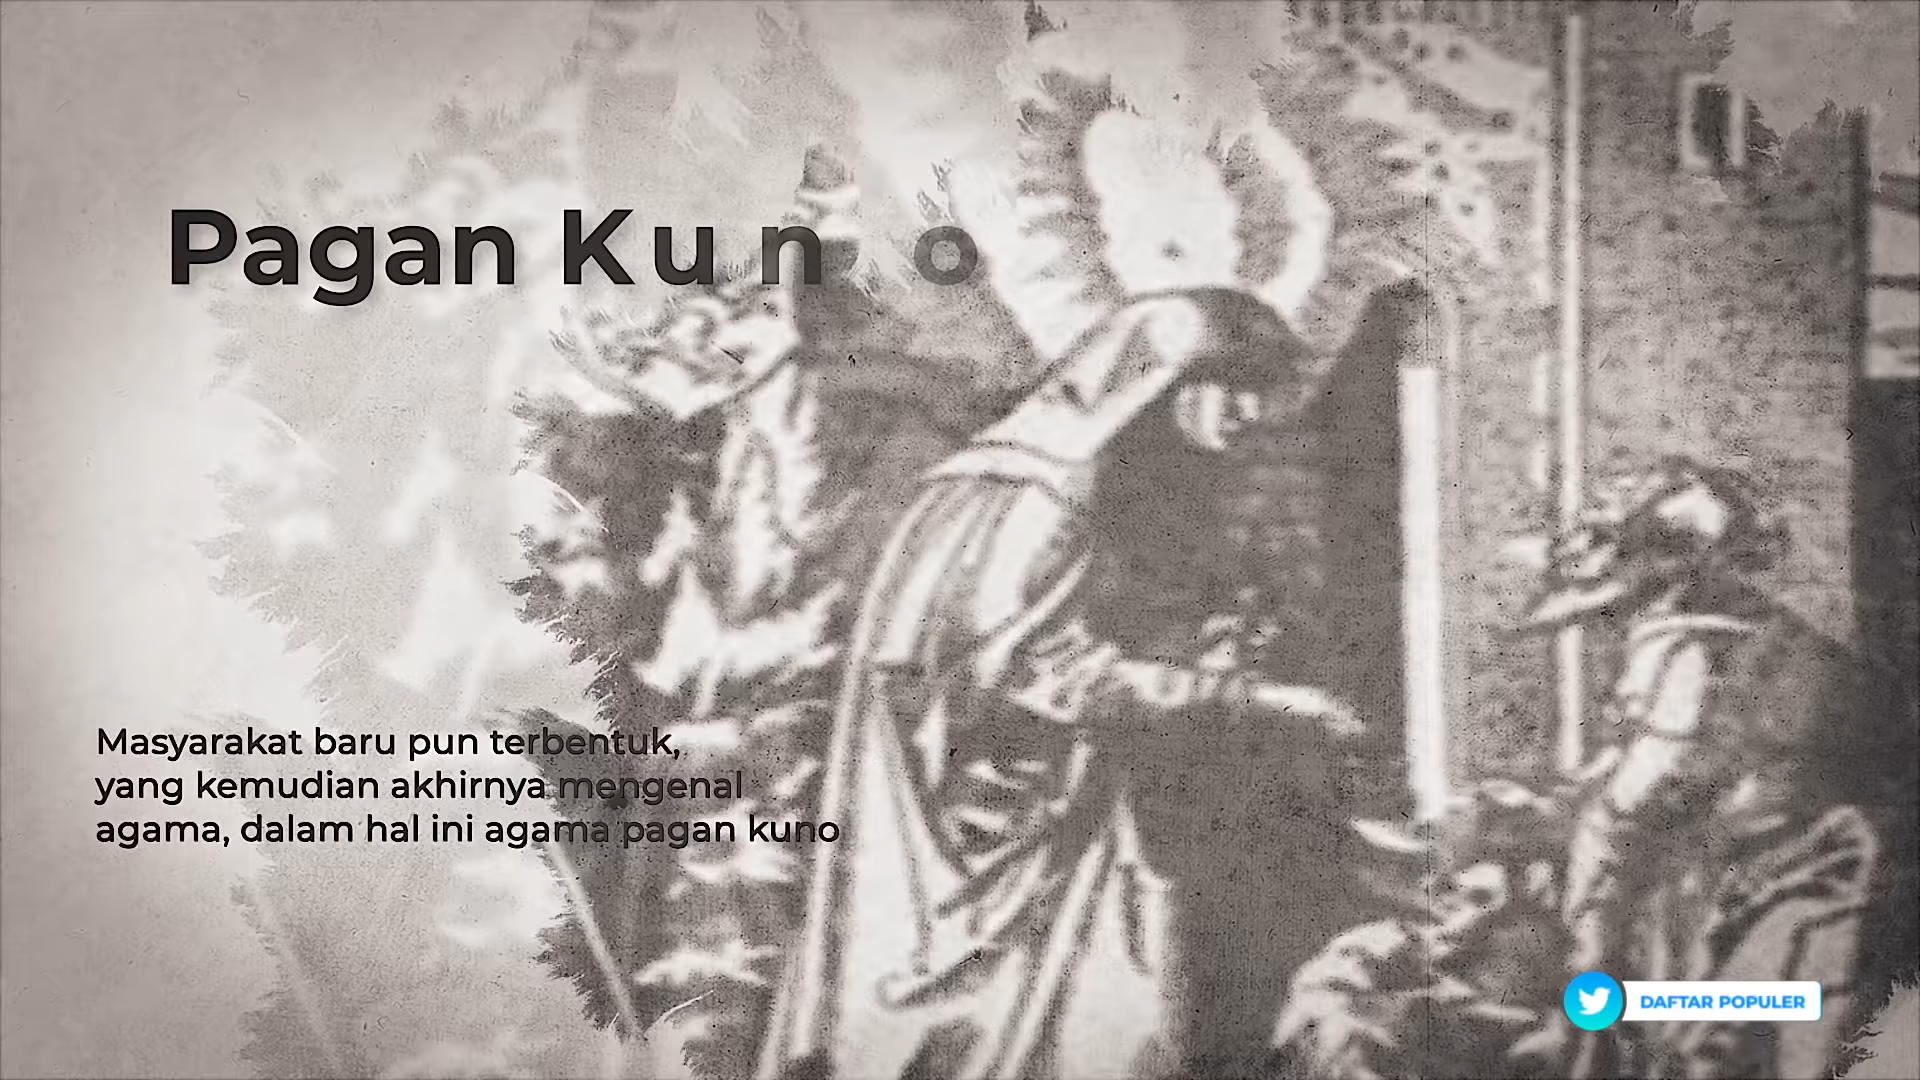 Pagan Kuno
Masyarakat baru pun terbentuk,
yang kemudian akhirnya mengenal
agama, dalam hal ini agama pagan kuno
DAFTAR POPULER